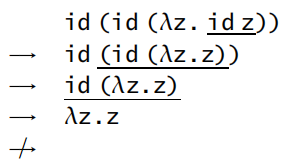 id (id (λz. id z))
→ id (id (λz.z))
→ id (λz.z)
→ λz.z
↛